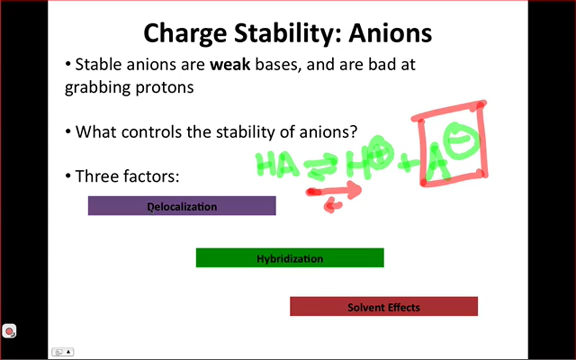 Charge Stability: Anions
• Stable anions are weak bases, and are bad at
grabbing protons
• What controls the stability of anions?
HA ⇌ H⊕ + A⊖
• Three factors:
Delocalization
Hybridization
Solvent Effects